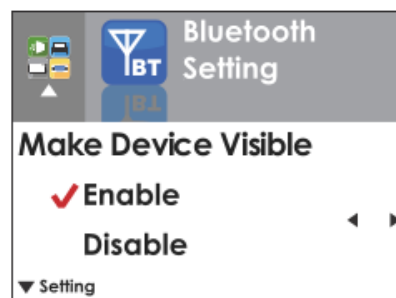 Bluetooth
BT Setting
Make Device Visible
Enable
Disable
Setting